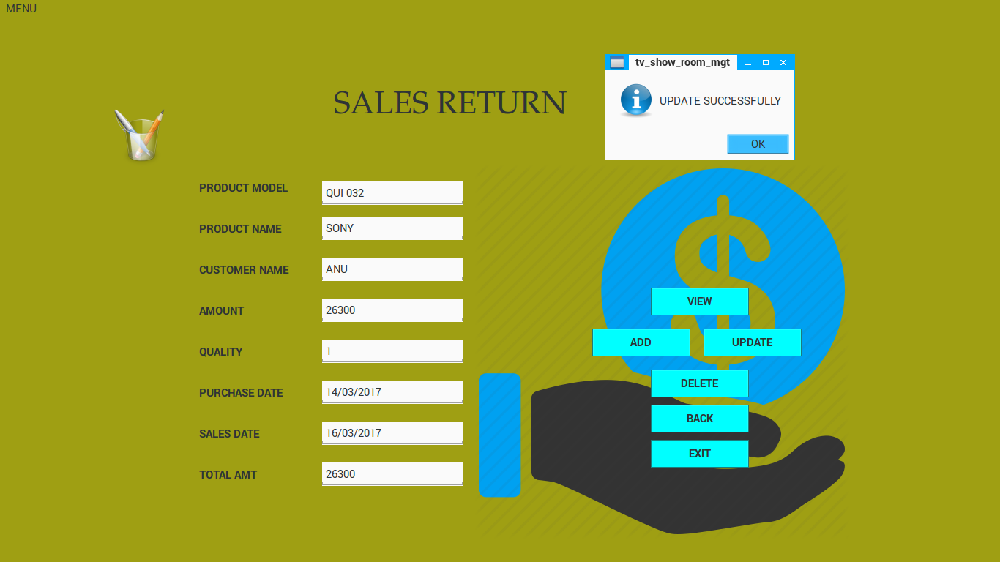 MENU
tv_show_room_mgt
UPDATE SUCCESSFULLY
OK
SALES RETURN
PRODUCT MODEL QUI 032
PRODUCT NAME SONY
CUSTOMER NAME ANU
AMOUNT 26300
QUALITY 1
PURCHASE DATE 14/03/2017
SALES DATE 16/03/2017
TOTAL AMT 26300
VIEW
ADD UPDATE
DELETE
BACK
EXIT